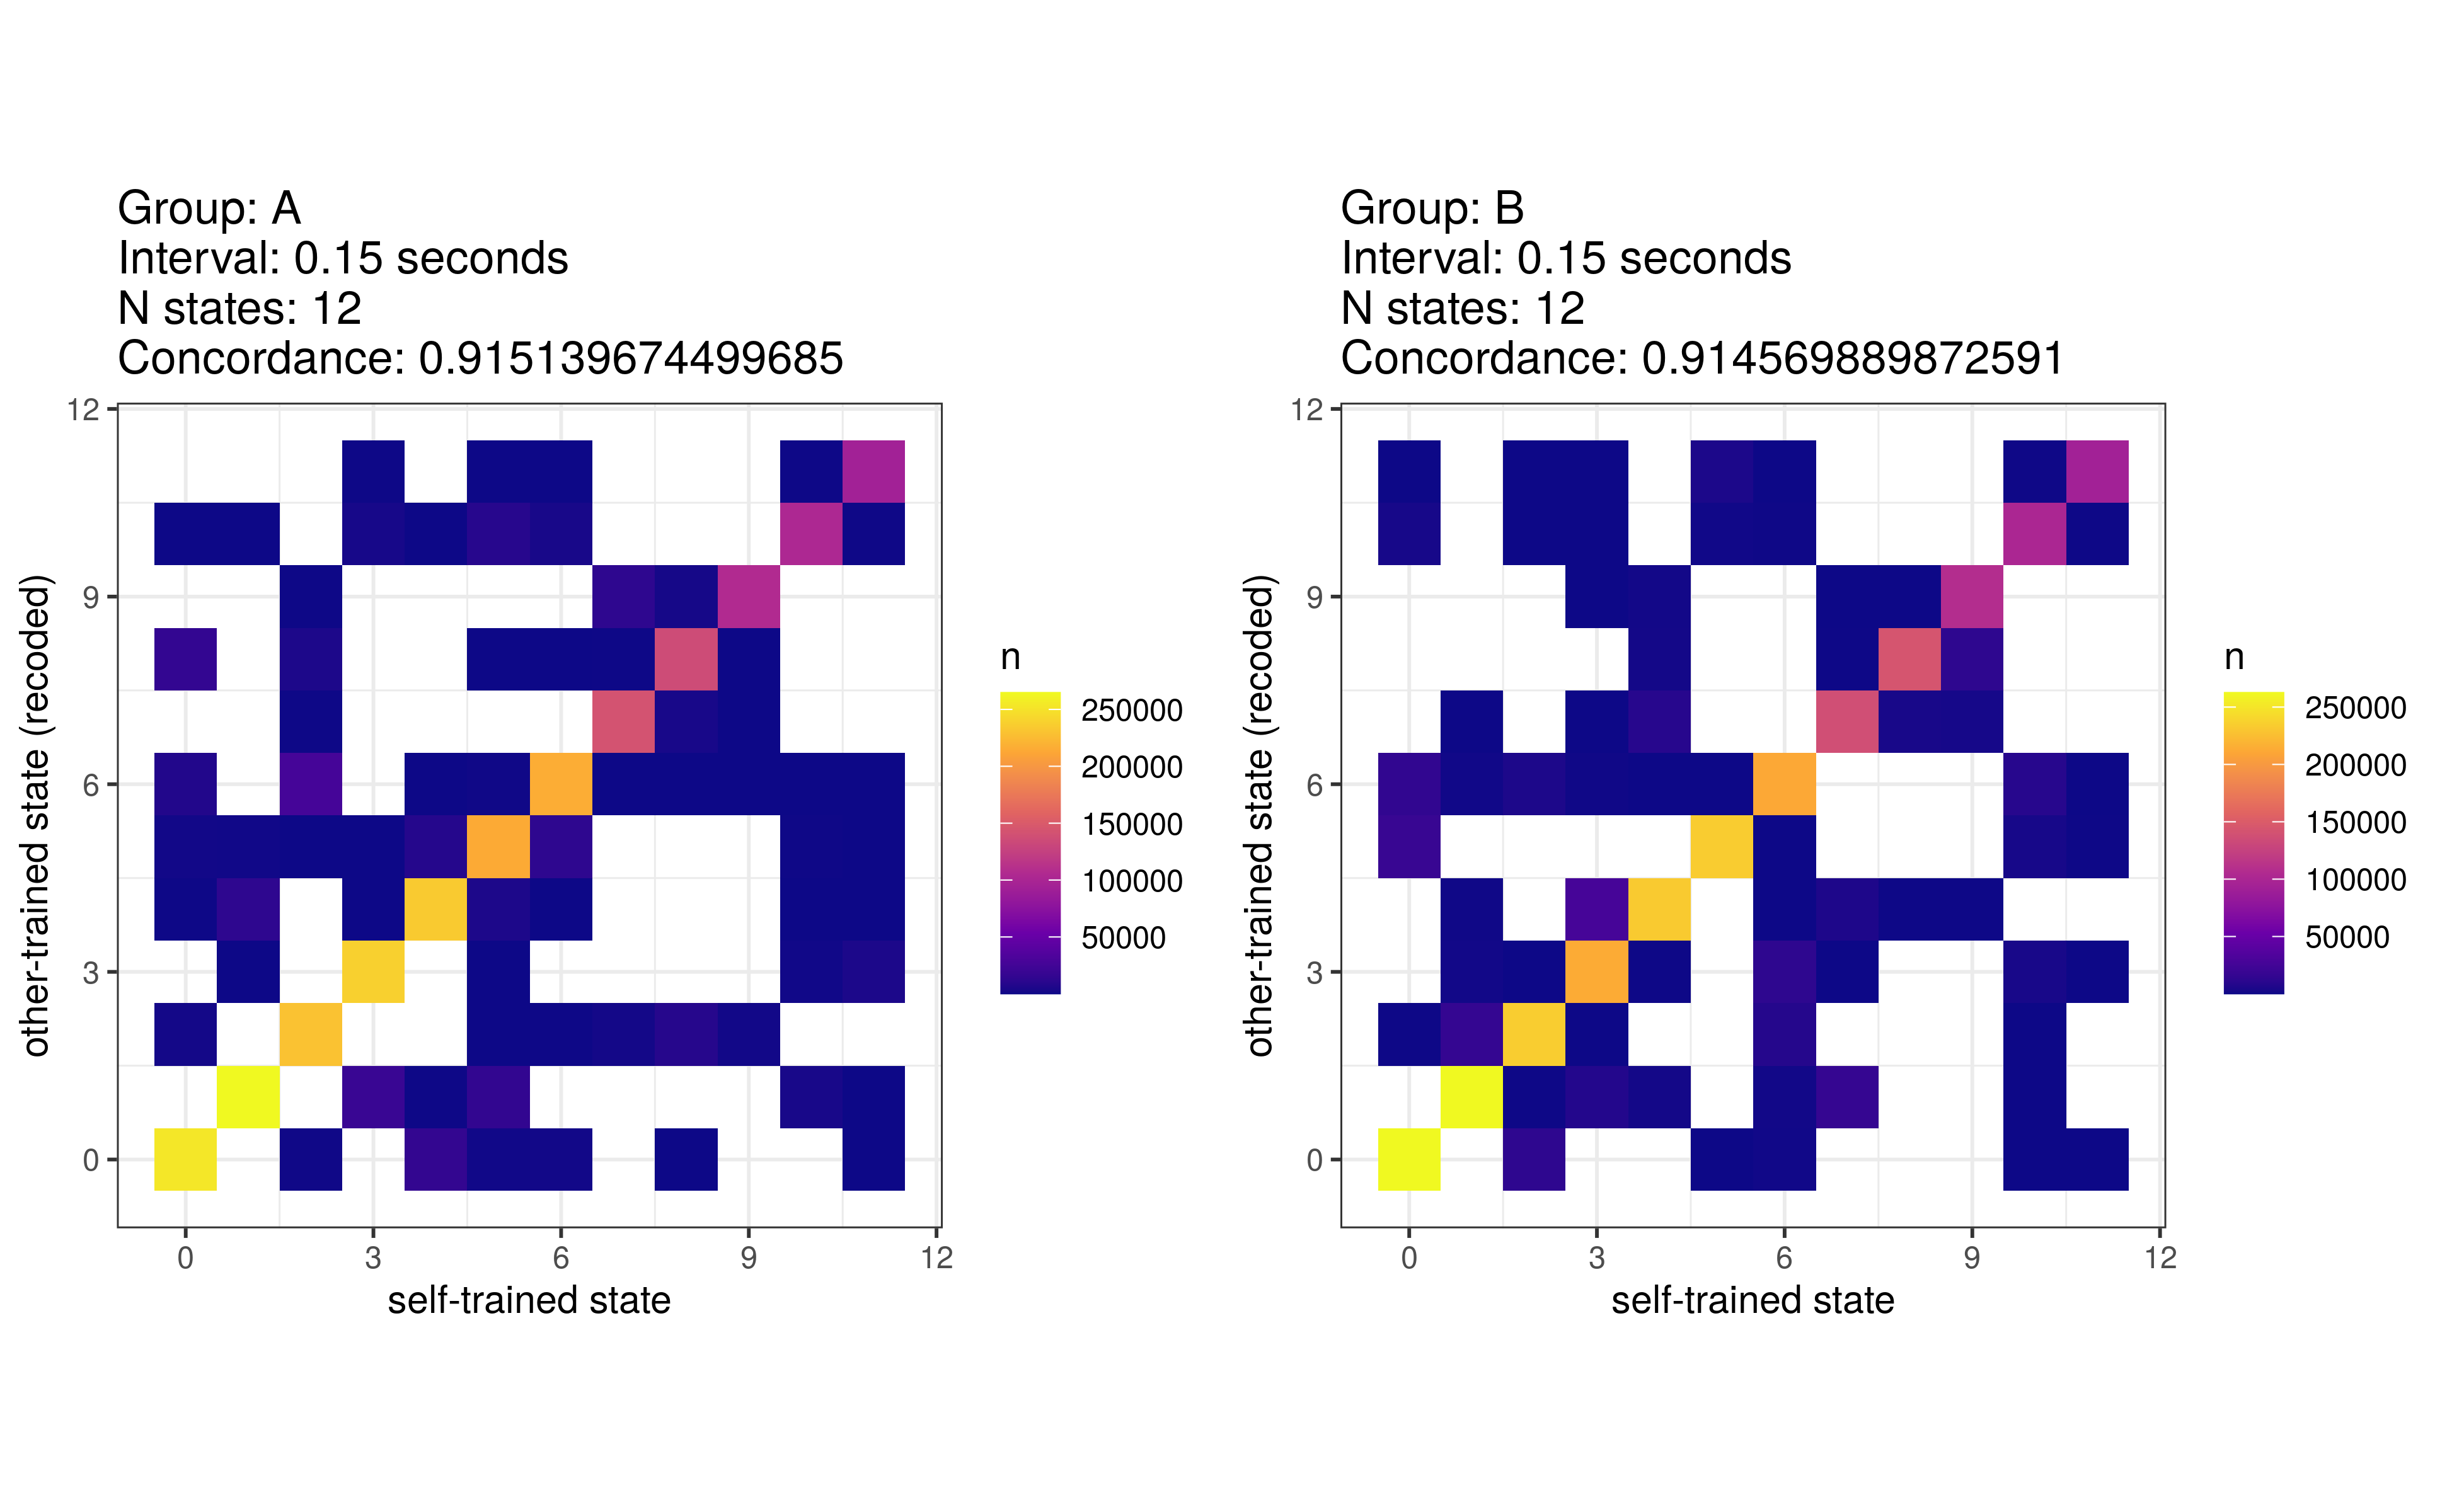 Group: A
Interval: 0.15 seconds
N states: 12
Concordance: 0.915139674499685
12
9
6
3
0
other-trained state (recoded)
0 3 6 9 12
self-trained state
n
250000
200000
150000
100000
50000
Group: B
Interval: 0.15 seconds
N states: 12
Concordance: 0.914569889872591
12
9
6
3
0
other-trained state (recoded)
0 3 6 9 12
self-trained state
n
250000
200000
150000
100000
50000